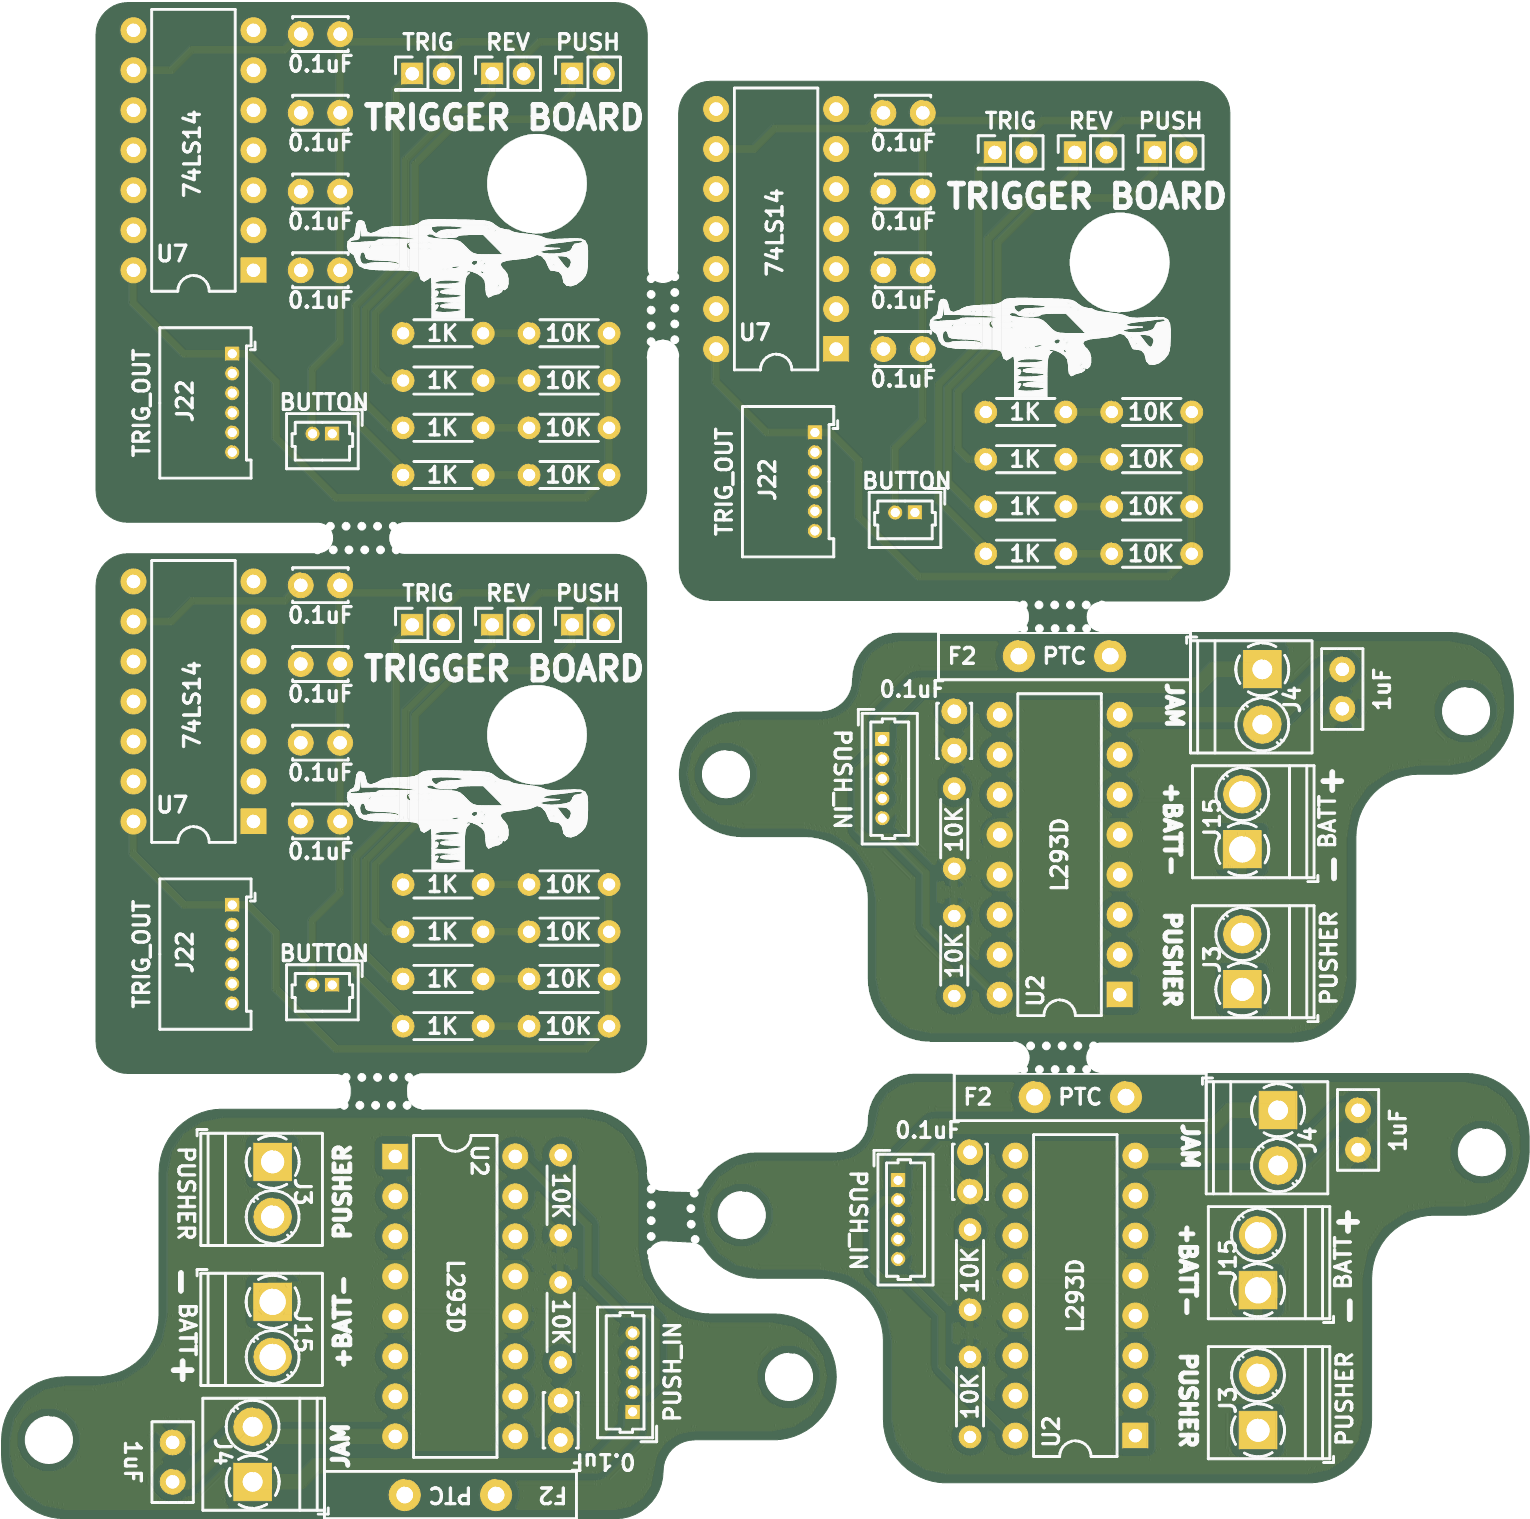 TRIG REV PUSH
0.1uF
TRIGGER BOARD
0.1uF
74LS14
0.1uF
U7
0.1uF
1K 10K
TRIG_OUT
J22
1K 10K
BUTTON
1K 10K
1K 10K
TRIG REV PUSH
0.1uF
TRIGGER BOARD
0.1uF
74LS14
0.1uF
U7
0.1uF
1K 10K
TRIG_OUT
J22
1K 10K
BUTTON
1K 10K
1K 10K
TRIG REV PUSH
0.1uF
TRIGGER BOARD
0.1uF
74LS14
0.1uF
U7
0.1uF
1K 10K
TRIG_OUT
J22
1K 10K
BUTTON
1K 10K
1K 10K
F2 PTC
0.1uF
JAM
J4
1uF
PUSH_IN
10K
L293D
+BATT-
J15
- BATT +
10K
U2
PUSHER
J3
PUSHER
F2 PTC
0.1uF
JAM
J4
1uF
PUSH_IN
10K
L293D
+BATT-
J15
- BATT +
10K
U2
PUSHER
J3
PUSHER
PUSHER
J3
PUSHER
U2
10K
- BATT +
J15
+BATT-
L293D
10K
PUSH_IN
1uF
J4
JAM
0.1uF
PTC F2